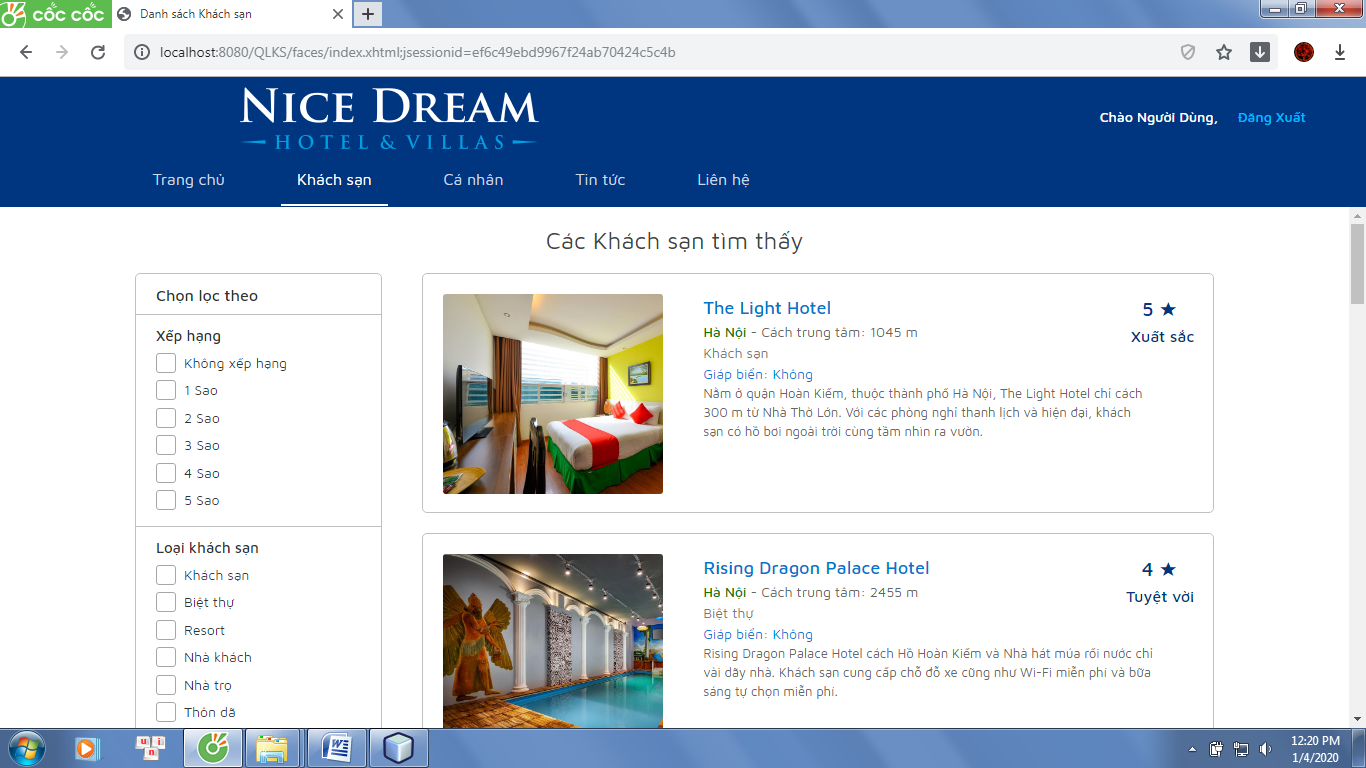 cốc cốc
Danh sách Khách sạn
localhost:8080/QLKS/faces/index.xhtml;jsessionid=ef6c49ebd9967f24ab70424c5c4b
NICE DREAM
HOTEL & VILLAS
Chào Người Dùng, Đăng Xuất
Trang chủ Khách sạn Cá nhân Tin tức Liên hệ
Các Khách sạn tìm thấy
Chọn lọc theo
Xếp hạng
Không xếp hạng
1 Sao
2 Sao
3 Sao
4 Sao
5 Sao
Loại khách sạn
Khách sạn
Biệt thự
Resort
Nhà khách
Nhà trọ
Thôn dã
The Light Hotel
Hà Nội - Cách trung tâm: 1045 m
Khách sạn
Giáp biển: Không
Nằm ở quận Hoàn Kiếm, thuộc thành phố Hà Nội, The Light Hotel chỉ cách
300 m từ Nhà Thờ Lớn. Với các phòng nghỉ thanh lịch và hiện đại, khách
sạn có hồ bơi ngoài trời cùng tầm nhìn ra vườn.
5 ★
Xuất sắc
Rising Dragon Palace Hotel
Hà Nội - Cách trung tâm: 2455 m
Biệt thự
Giáp biển: Không
Rising Dragon Palace Hotel cách Hồ Hoàn Kiếm và Nhà hát múa rối nước chỉ
vài dãy nhà. Khách sạn cung cấp chỗ đỗ xe cũng như Wi-Fi miễn phí và bữa
sáng tự chọn miễn phí.
4 ★
Tuyệt vời
12:20 PM
1/4/2020